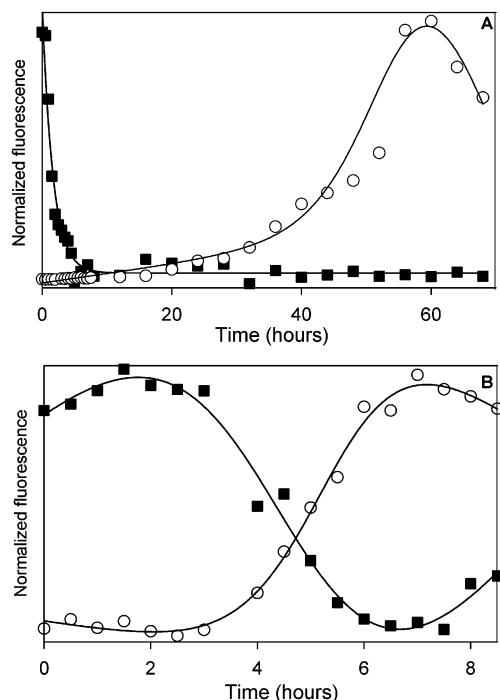 A
Normalized fluorescence
0 20 40 60
Time (hours)
B
Normalized fluorescence
0 2 4 6 8
Time (hours)